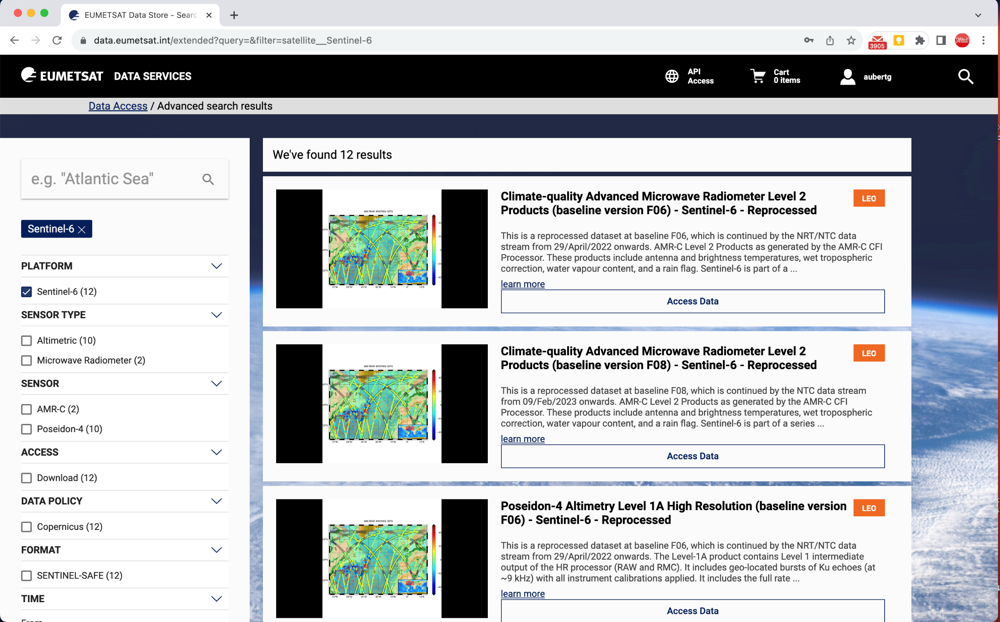 EUMETSAT Data Store - Searc
data.eumetsat.int/extended?query=&filter=satellite__Sentinel-6
3905
GMVault
EUMETSAT DATA SERVICES
API
Access
Cart
0 items
aubertg
Data Access / Advanced search results
e.g. "Atlantic Sea"
Sentinel-6
PLATFORM
Sentinel-6 (12)
SENSOR TYPE
Altimetric (10)
Microwave Radiometer (2)
SENSOR
AMR-C (2)
Poseidon-4 (10)
ACCESS
Download (12)
DATA POLICY
Copernicus (12)
FORMAT
SENTINEL-SAFE (12)
TIME
From
We've found 12 results
sea level anomaly (cm)
Climate-quality Advanced Microwave Radiometer Level 2
Products (baseline version F06) - Sentinel-6 - Reprocessed
LEO
This is a reprocessed dataset at baseline F06, which is continued by the NRT/NTC data
stream from 29/April/2022 onwards. AMR-C Level 2 Products as generated by the AMR-C CFI
Processor. These products include antenna and brightness temperatures, wet tropospheric
correction, water vapour content, and a rain flag. Sentinel-6 is part of a ...
learn more
Access Data
sea level anomaly (cm)
Climate-quality Advanced Microwave Radiometer Level 2
Products (baseline version F08) - Sentinel-6 - Reprocessed
LEO
This is a reprocessed dataset at baseline F08, which is continued by the NTC data stream
from 09/Feb/2023 onwards. AMR-C Level 2 Products as generated by the AMR-C CFI
Processor. These products include antenna and brightness temperatures, wet tropospheric
correction, water vapour content, and a rain flag. Sentinel-6 is part of a series ...
learn more
Access Data
sea level anomaly (cm)
Poseidon-4 Altimetry Level 1A High Resolution (baseline version
F06) - Sentinel-6 - Reprocessed
LEO
This is a reprocessed dataset at baseline F06, which is continued by the NRT/NTC data
stream from 29/April/2022 onwards. The Level-1A product contains Level 1 intermediate
output of the HR processor (RAW and RMC). It includes geo-located bursts of Ku echoes (at
~9 kHz) with all instrument calibrations applied. It includes the full rate ...
learn more
Access Data